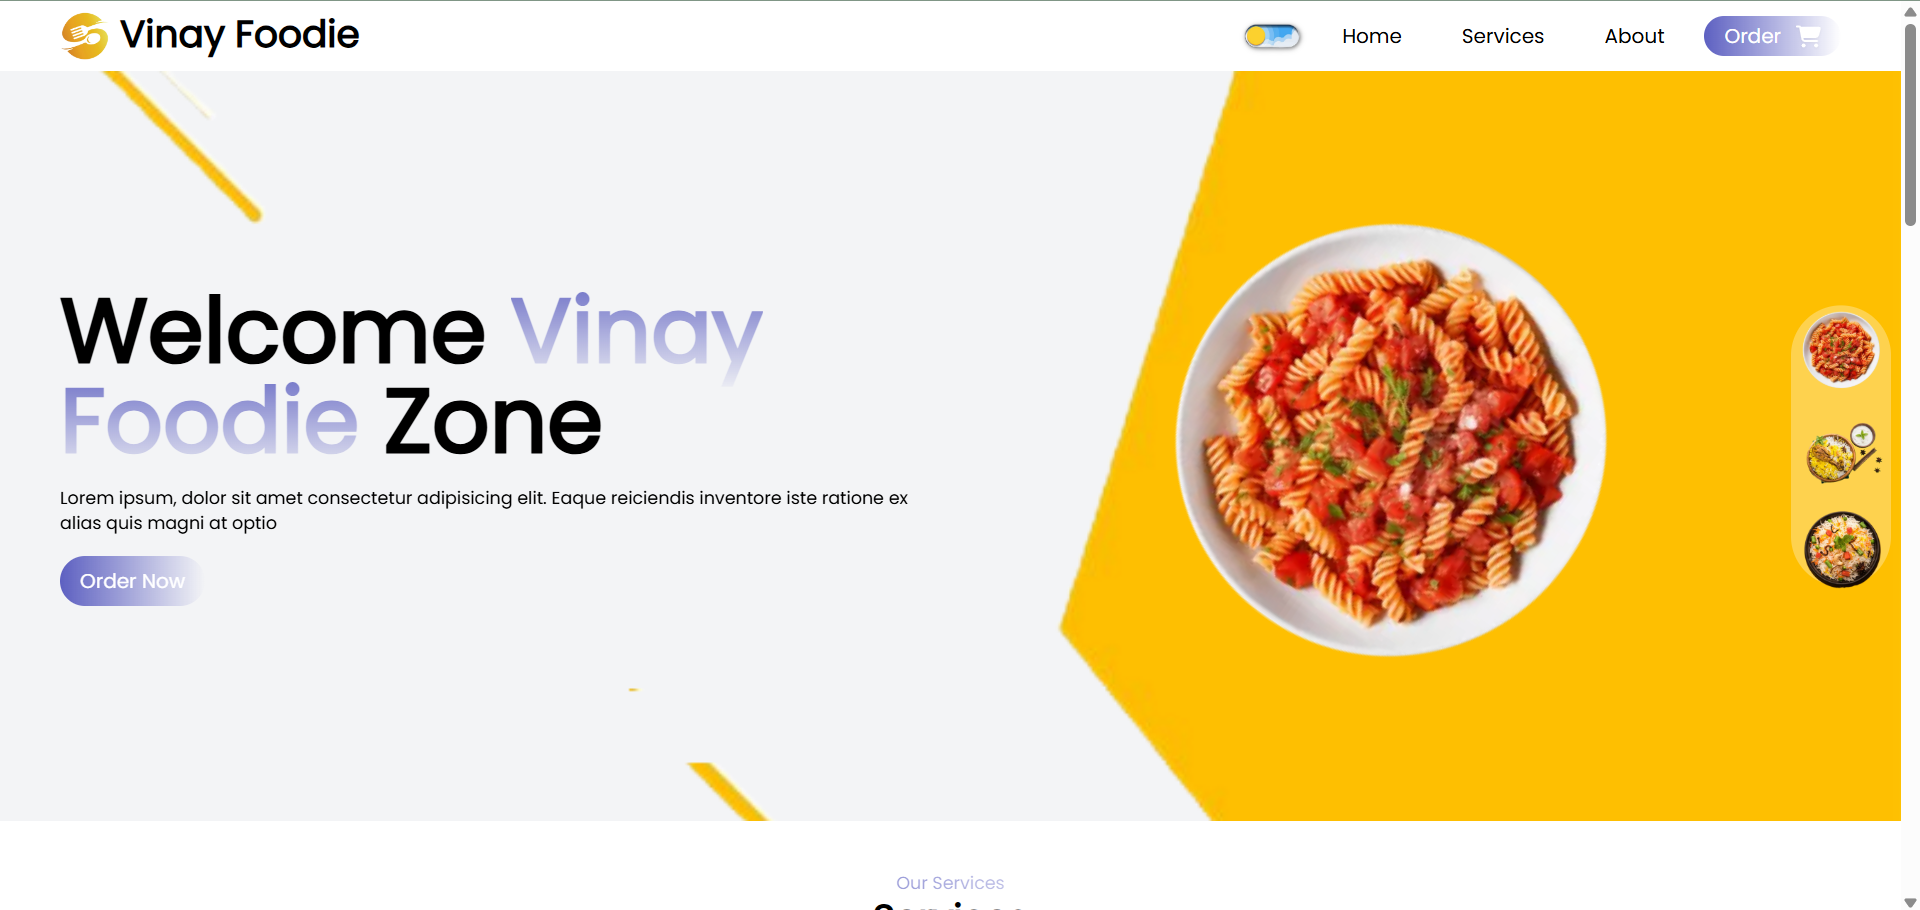 Vinay Foodie
Home
Services
About
Order
Welcome Vinay
Foodie Zone
Lorem ipsum, dolor sit amet consectetur adipisicing elit. Eaque reiciendis inventore iste ratione ex
alias quis magni at optio
Order Now
Our Services
Services